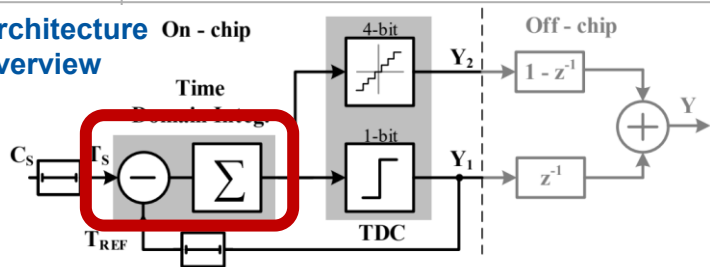 rchitecture
verview
On - chip
Off - chip
4-bit
Y2
1 - z-1
Time
1-bit
Y
CS
TS
Σ
Y1
z-1
TREF
TDC